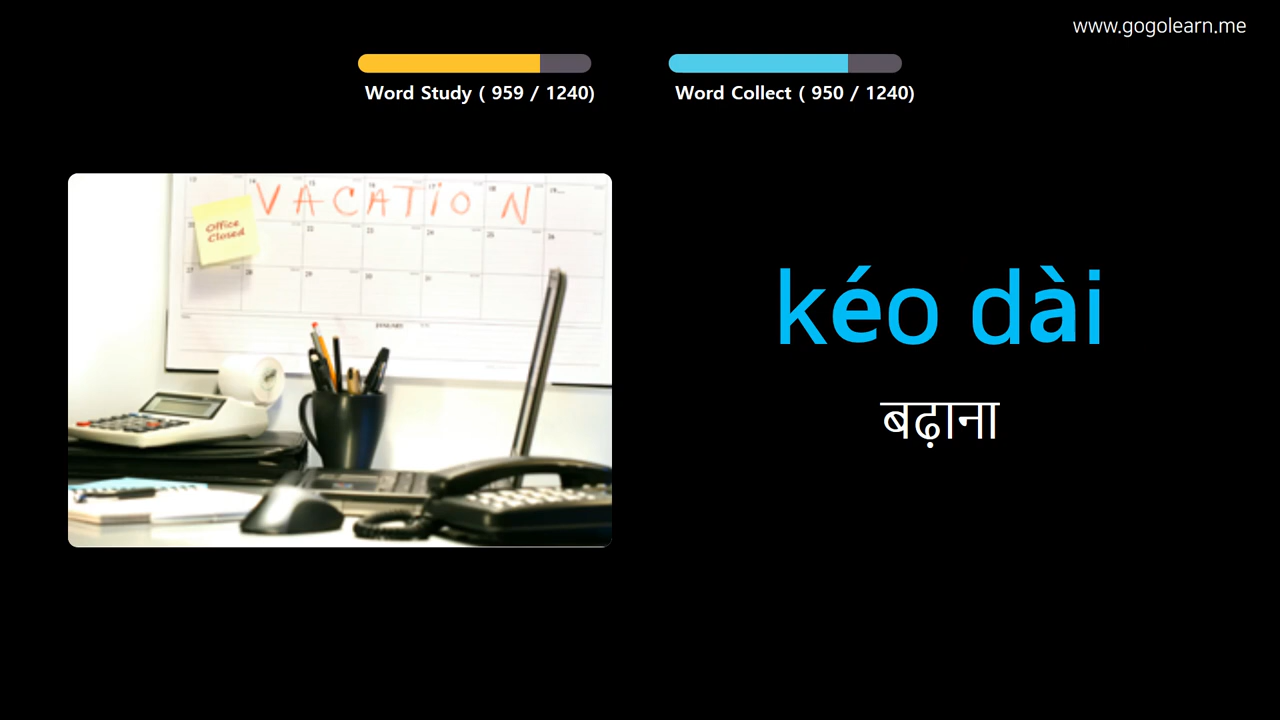 www.gogolearn.me
Word Study ( 959 / 1240)
Word Collect ( 950 / 1240)
VACATION
Office
Closed
kéo dài
बढ़ाना